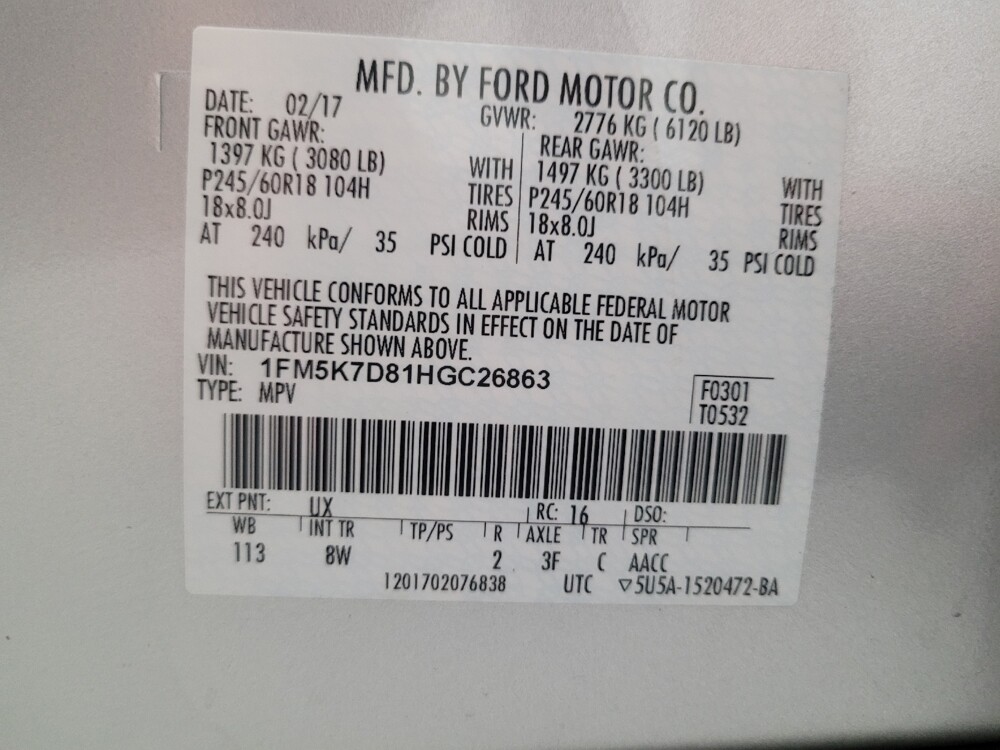 MFD. BY FORD MOTOR CO.
DATE: 02/17 GVWR: 2776 KG ( 6120 LB)
FRONT GAWR: REAR GAWR:
1397 KG ( 3080 LB) WITH 1497 KG ( 3300 LB) WITH
P245/60R18 104H TIRES P245/60R18 104H TIRES
18x8.0J RIMS 18x8.0J RIMS
AT 240 kPa/ 35 PSI COLD AT 240 kPa/ 35 PSI COLD
THIS VEHICLE CONFORMS TO ALL APPLICABLE FEDERAL MOTOR
VEHICLE SAFETY STANDARDS IN EFFECT ON THE DATE OF
MANUFACTURE SHOWN ABOVE.
VIN: 1FM5K7D81HGC26863
TYPE: MPV
F0301
T0532
EXT PNT: UX RC: 16 DSO:
WB INT TR TP/PS R AXLE TR SPR
113 8W 2 3F C AACC
1201702076838 UTC ▽5U5A-1520472-BA